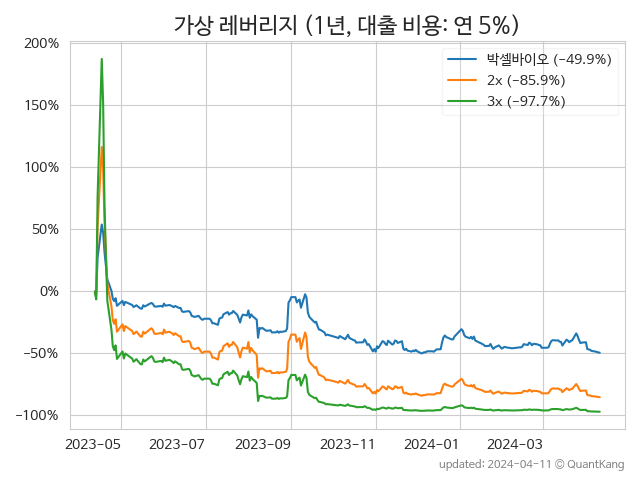 가상 레버리지 (1년, 대출 비용: 연 5%)
박셀바이오 (−49.9%)
2x (−85.9%)
3x (−97.7%)
200%
150%
100%
50%
0%
−50%
−100%
2023-05 2023-07 2023-09 2023-11 2024-01 2024-03
updated: 2024-04-11 © QuantKang